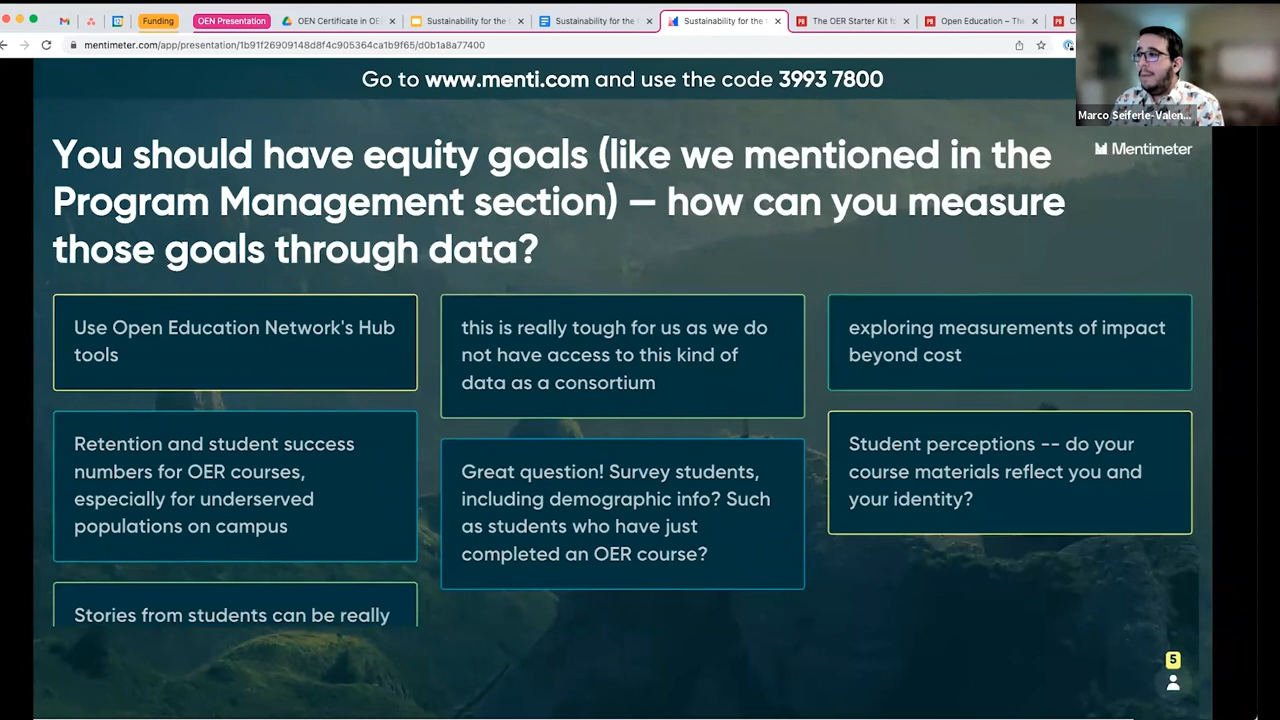 Funding
OEN Presentation
OEN Certificate in OE
Sustainability for the
Sustainability for the
Sustainability for the
The OER Starter Kit fo
Open Education – The
mentimeter.com/app/presentation/1b91f26909148d8f4c905364ca1b9f65/d0b1a8a77400
Go to www.menti.com and use the code 3993 7800
Marco Seiferle-Valen...
Mentimeter
You should have equity goals (like we mentioned in the
Program Management section) — how can you measure
those goals through data?
Use Open Education Network's Hub
tools
this is really tough for us as we do
not have access to this kind of
data as a consortium
exploring measurements of impact
beyond cost
Retention and student success
numbers for OER courses,
especially for underserved
populations on campus
Great question! Survey students,
including demographic info? Such
as students who have just
completed an OER course?
Student perceptions -- do your
course materials reflect you and
your identity?
Stories from students can be really
5